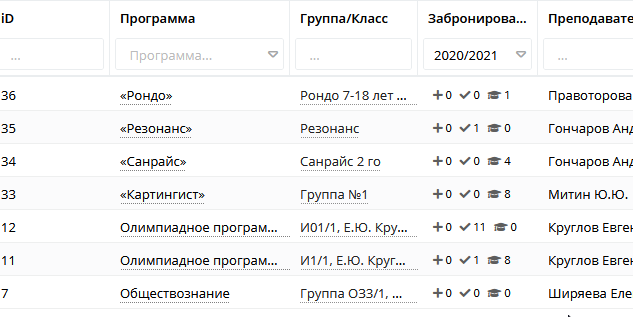 iD Программа Группа/Класс Забронирова... Преподавате
... Программа... ... 2020/2021 ...
36 «Рондо» Рондо 7-18 лет ... 0 0 1 Правоторова
35 «Резонанс» Резонанс 0 1 0 Гончаров Анд
34 «Санрайс» Санрайс 2 го 0 0 4 Гончаров Анд
33 «Картингист» Группа №1 0 0 8 Митин Ю.Ю.
12 Олимпиадное програм... И01/1, Е.Ю. Кру... 0 11 0 Круглов Евген
11 Олимпиадное програм... И1/1, Е.Ю. Круг... 0 1 8 Круглов Евген
7 Обществознание Группа ОЗ3/1, ... 0 0 0 Ширяева Еле